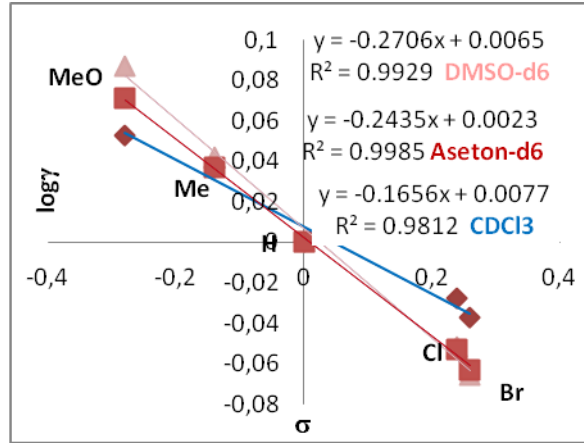 0,1
0,08
0,06
0,04
0,02
0
-0,02
-0,04
-0,06
-0,08
-0,4
-0,2
0
0,2
0,4
logγ
σ
MeO
Me
H
Cl
Br
y = -0.2706x + 0.0065
R² = 0.9929 DMSO-d6
y = -0.2435x + 0.0023
R² = 0.9985 Aseton-d6
y = -0.1656x + 0.0077
R² = 0.9812 CDCl3